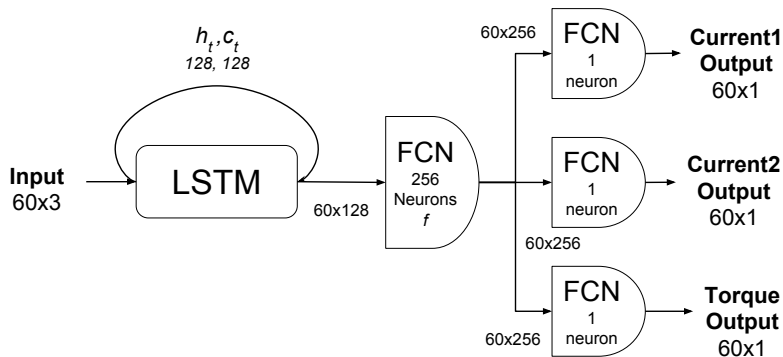 h_t, c_t
128, 128
Input
60x3
LSTM
60x128
FCN
256
Neurons
f
60x256
FCN
1
neuron
Current1
Output
60x1
60x256
FCN
1
neuron
Current2
Output
60x1
60x256
FCN
1
neuron
Torque
Output
60x1